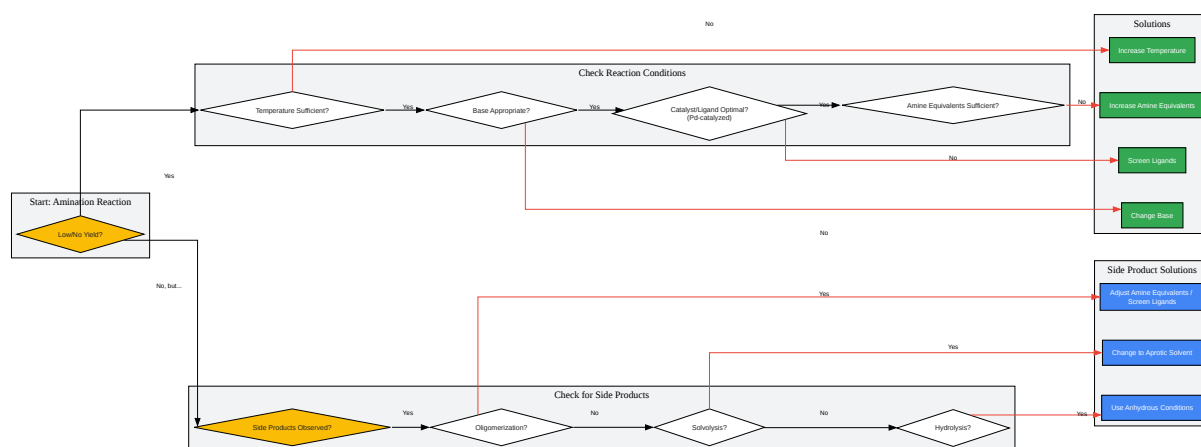 Solutions
No
Increase Temperature
Check Reaction Conditions
Temperature Sufficient?
Yes
Base Appropriate?
Yes
Catalyst/Ligand Optimal?
(Pd-catalyzed)
Yes
Amine Equivalents Sufficient?
No
Increase Amine Equivalents
No
Screen Ligands
Yes
Start: Amination Reaction
Low/No Yield?
Change Base
No
Side Product Solutions
No, but...
Yes
Adjust Amine Equivalents /
Screen Ligands
Yes
Change to Aprotic Solvent
Check for Side Products
Side Products Observed?
Yes
Oligomerization?
No
Solvolysis?
No
Hydrolysis?
Yes
Use Anhydrous Conditions